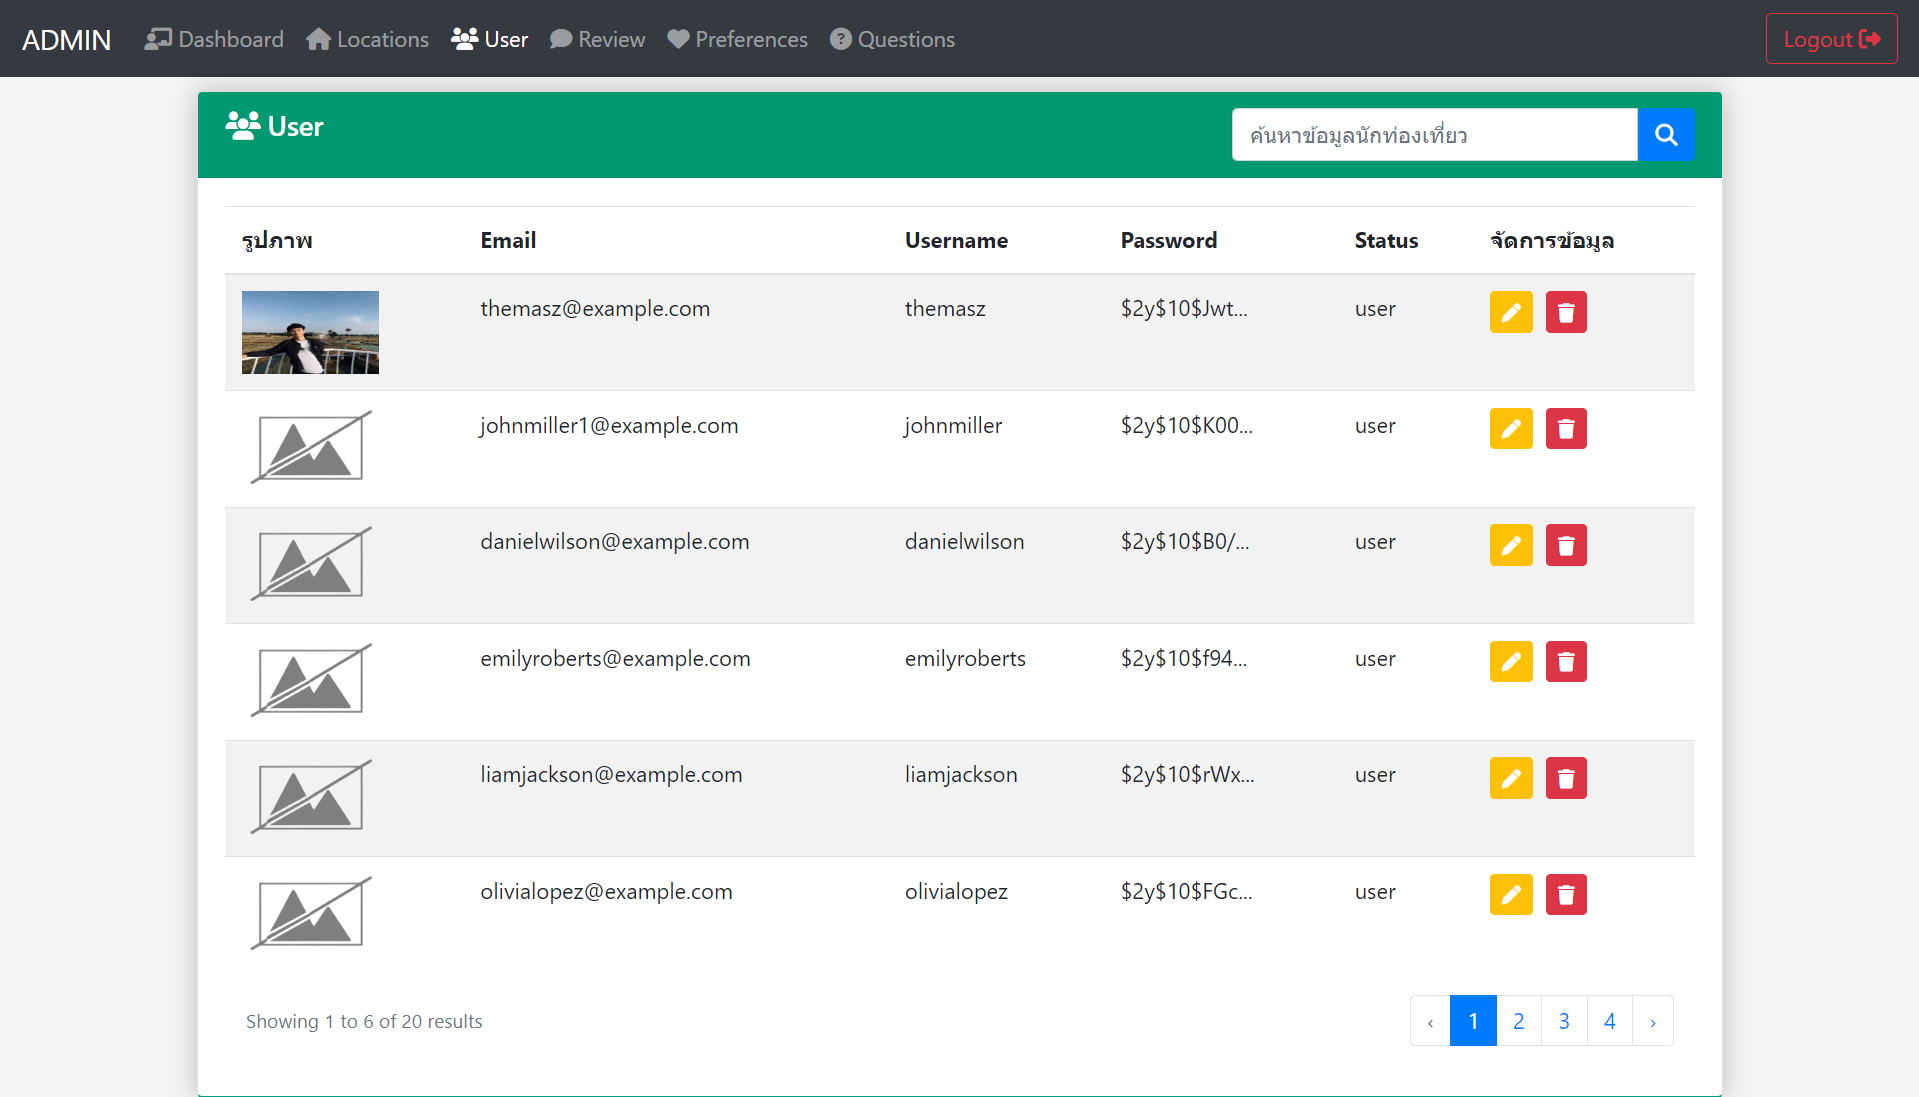 ADMIN Dashboard Locations User Review Preferences Questions Logout
User
ค้นหาข้อมูลนักท่องเที่ยว
รูปภาพ Email Username Password Status จัดการข้อมูล
themasz@example.com themasz $2y$10$Jwt... user
johnmiller1@example.com johnmiller $2y$10$K00... user
danielwilson@example.com danielwilson $2y$10$B0/... user
emilyroberts@example.com emilyroberts $2y$10$f94... user
liamjackson@example.com liamjackson $2y$10$rWx... user
olivialopez@example.com olivialopez $2y$10$FGc... user
Showing 1 to 6 of 20 results ‹ 1 2 3 4 ›